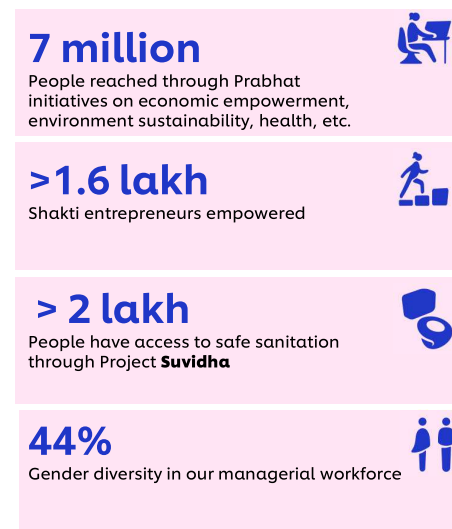 7 million
People reached through Prabhat
initiatives on economic empowerment,
environment sustainability, health, etc.
>1.6 lakh
Shakti entrepreneurs empowered
> 2 lakh
People have access to safe sanitation
through Project Suvidha
44%
Gender diversity in our managerial workforce